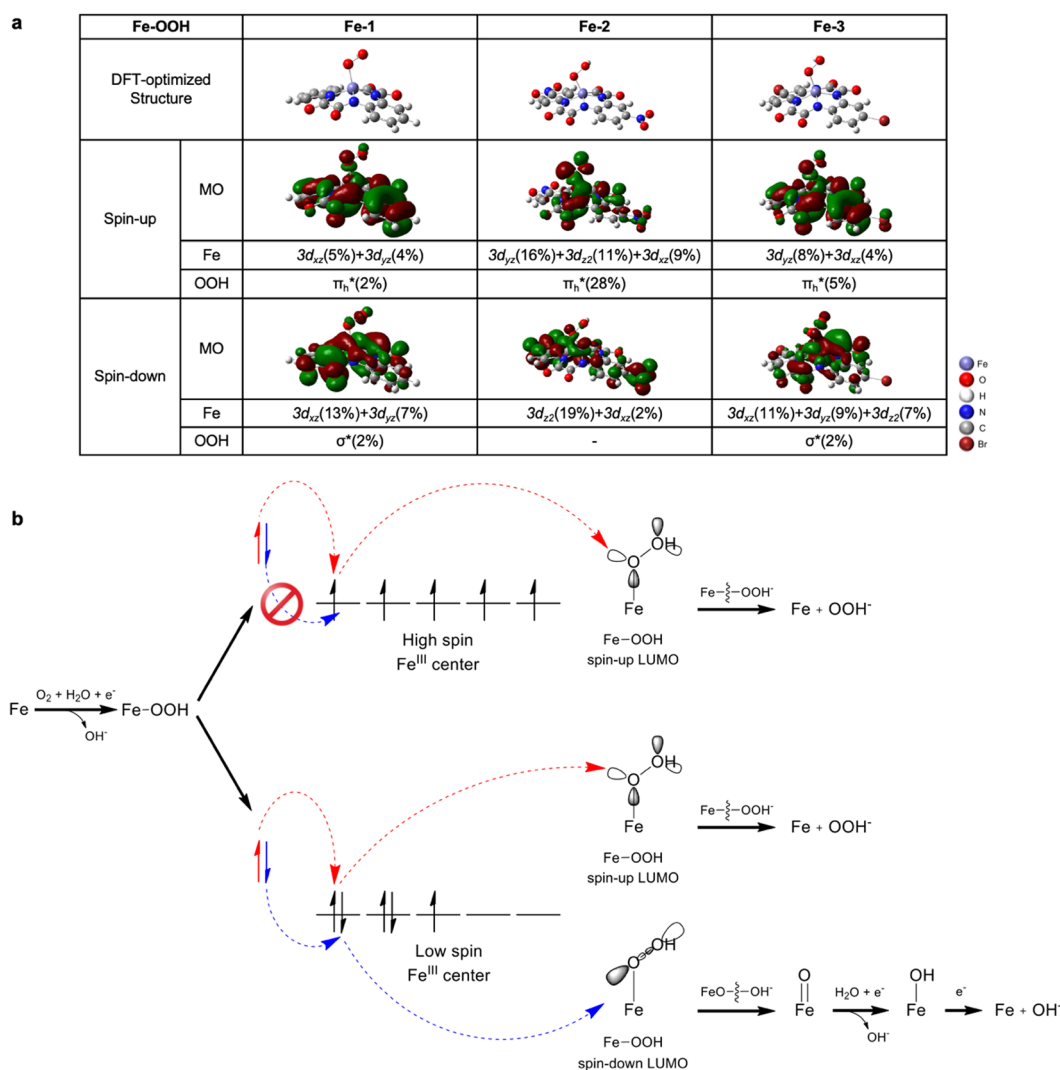 a
Fe-OOH Fe-1 Fe-2 Fe-3
DFT-optimized
Structure
Spin-up
MO
Fe 3dxz(5%)+3dyz(4%) 3dyz(16%)+3dz2(11%)+3dxz(9%) 3dyz(8%)+3dxz(4%)
OOH πh*(2%) πh*(28%) πh*(5%)
Spin-down
MO
Fe 3dxz(13%)+3dyz(7%) 3dz2(19%)+3dxz(2%) 3dxz(11%)+3dyz(9%)+3dz2(7%)
OOH σ*(2%) - σ*(2%)
Fe
O
H
N
C
Br
b
OH
O
Fe
Fe-OOH
spin-up LUMO
High spin
FeIII center
Fe OOH-
Fe + OOH-
Fe
O2 + H2O + e-
OH-
Fe-OOH
OH
O
Fe
Fe-OOH
spin-up LUMO
Fe OOH-
Fe + OOH-
Low spin
FeIII center
OH
O
Fe
Fe-OOH
spin-down LUMO
FeO OH-
O
Fe
H2O + e-
OH-
OH
Fe
e-
Fe + OH-